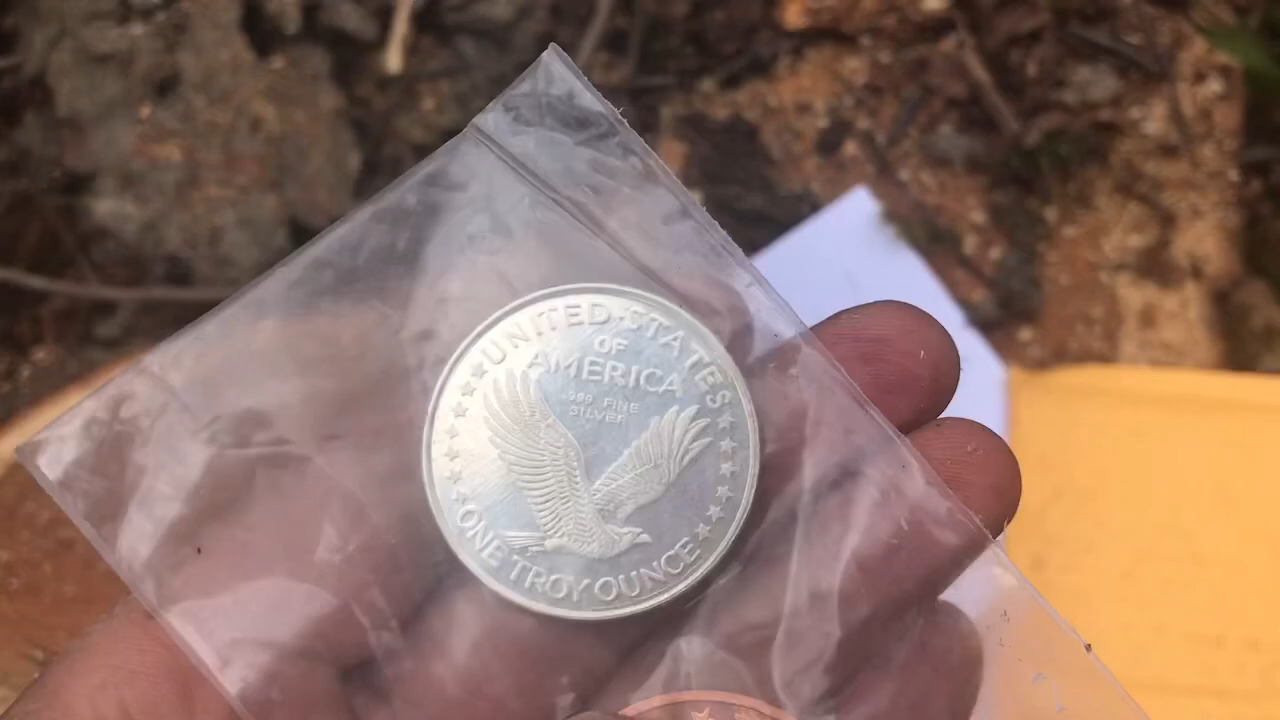 UNITED STATES
OF
AMERICA
.999 FINE
SILVER
ONE TROY OUNCE